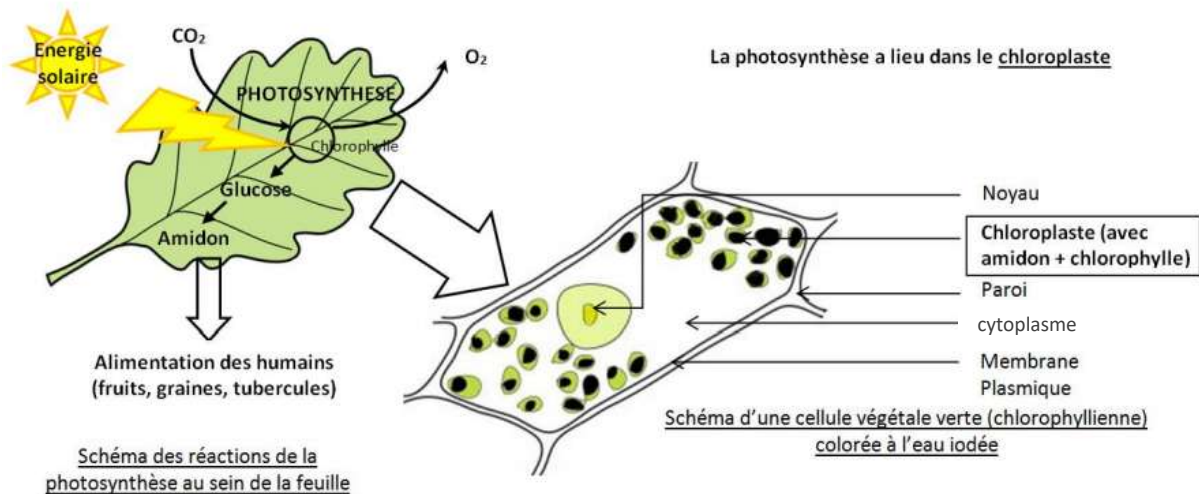 Energie
solaire
CO₂
O₂
PHOTOSYNTHESE
Chlorophylle
Glucose
Amidon
Alimentation des humains
(fruits, graines, tubercules)
Schéma des réactions de la
photosynthèse au sein de la feuille
La photosynthèse a lieu dans le chloroplaste
Noyau
Chloroplaste (avec
amidon + chlorophylle)
Paroi
cytoplasme
Membrane
Plasmique
Schéma d'une cellule végétale verte (chlorophyllienne)
colorée à l'eau iodée